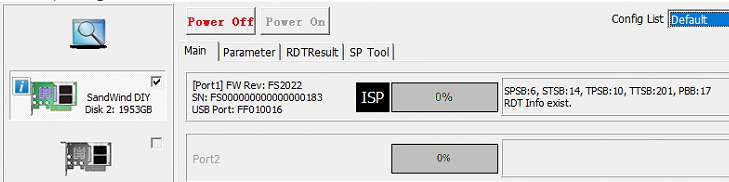 Power Off
Power On
Config List
Default
Main
Parameter
RDTResult
SP Tool
SandWind DIY
Disk 2: 1953GB
[Port1] FW Rev: FS2022
SN: FS000000000000000183
USB Port: FF010016
ISP
0%
SPSB:6, STSB:14, TPSB:10, TTSB:201, PBB:17
RDT Info exist.
Port2
0%